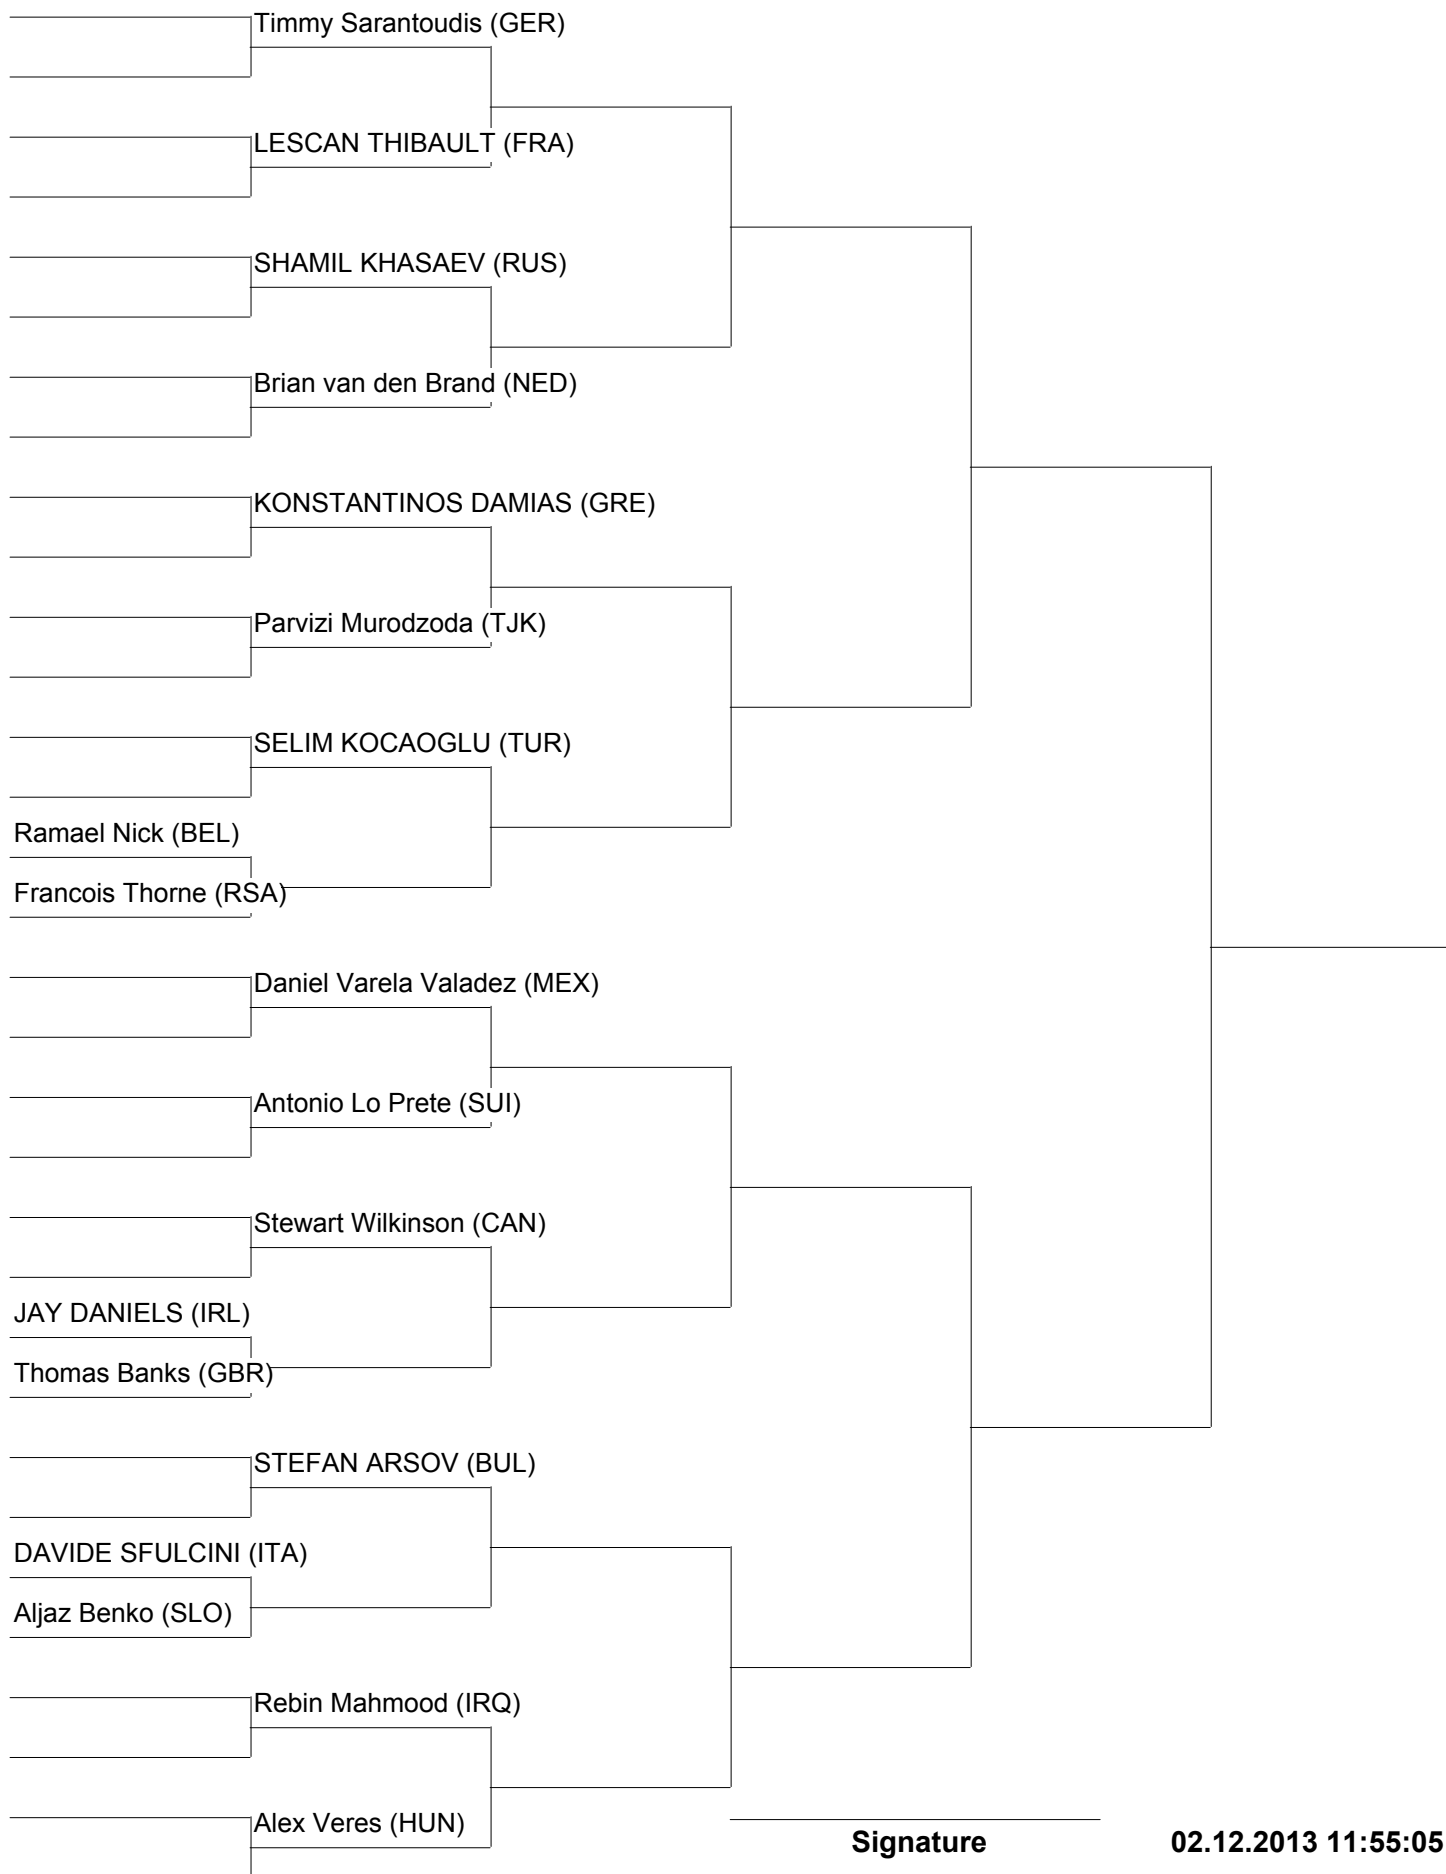 Timmy Sarantoudis (GER)
LESCAN THIBAULT (FRA)
SHAMIL KHASAEV (RUS)
Brian van den Brand (NED)
KONSTANTINOS DAMIAS (GRE)
Parvizi Murodzoda (TJK)
SELIM KOCAOGLU (TUR)
Ramael Nick (BEL)
Francois Thorne (RSA)
Daniel Varela Valadez (MEX)
Antonio Lo Prete (SUI)
Stewart Wilkinson (CAN)
JAY DANIELS (IRL)
Thomas Banks (GBR)
STEFAN ARSOV (BUL)
DAVIDE SFULCINI (ITA)
Aljaz Benko (SLO)
Rebin Mahmood (IRQ)
Alex Veres (HUN)
Signature 02.12.2013 11:55:05